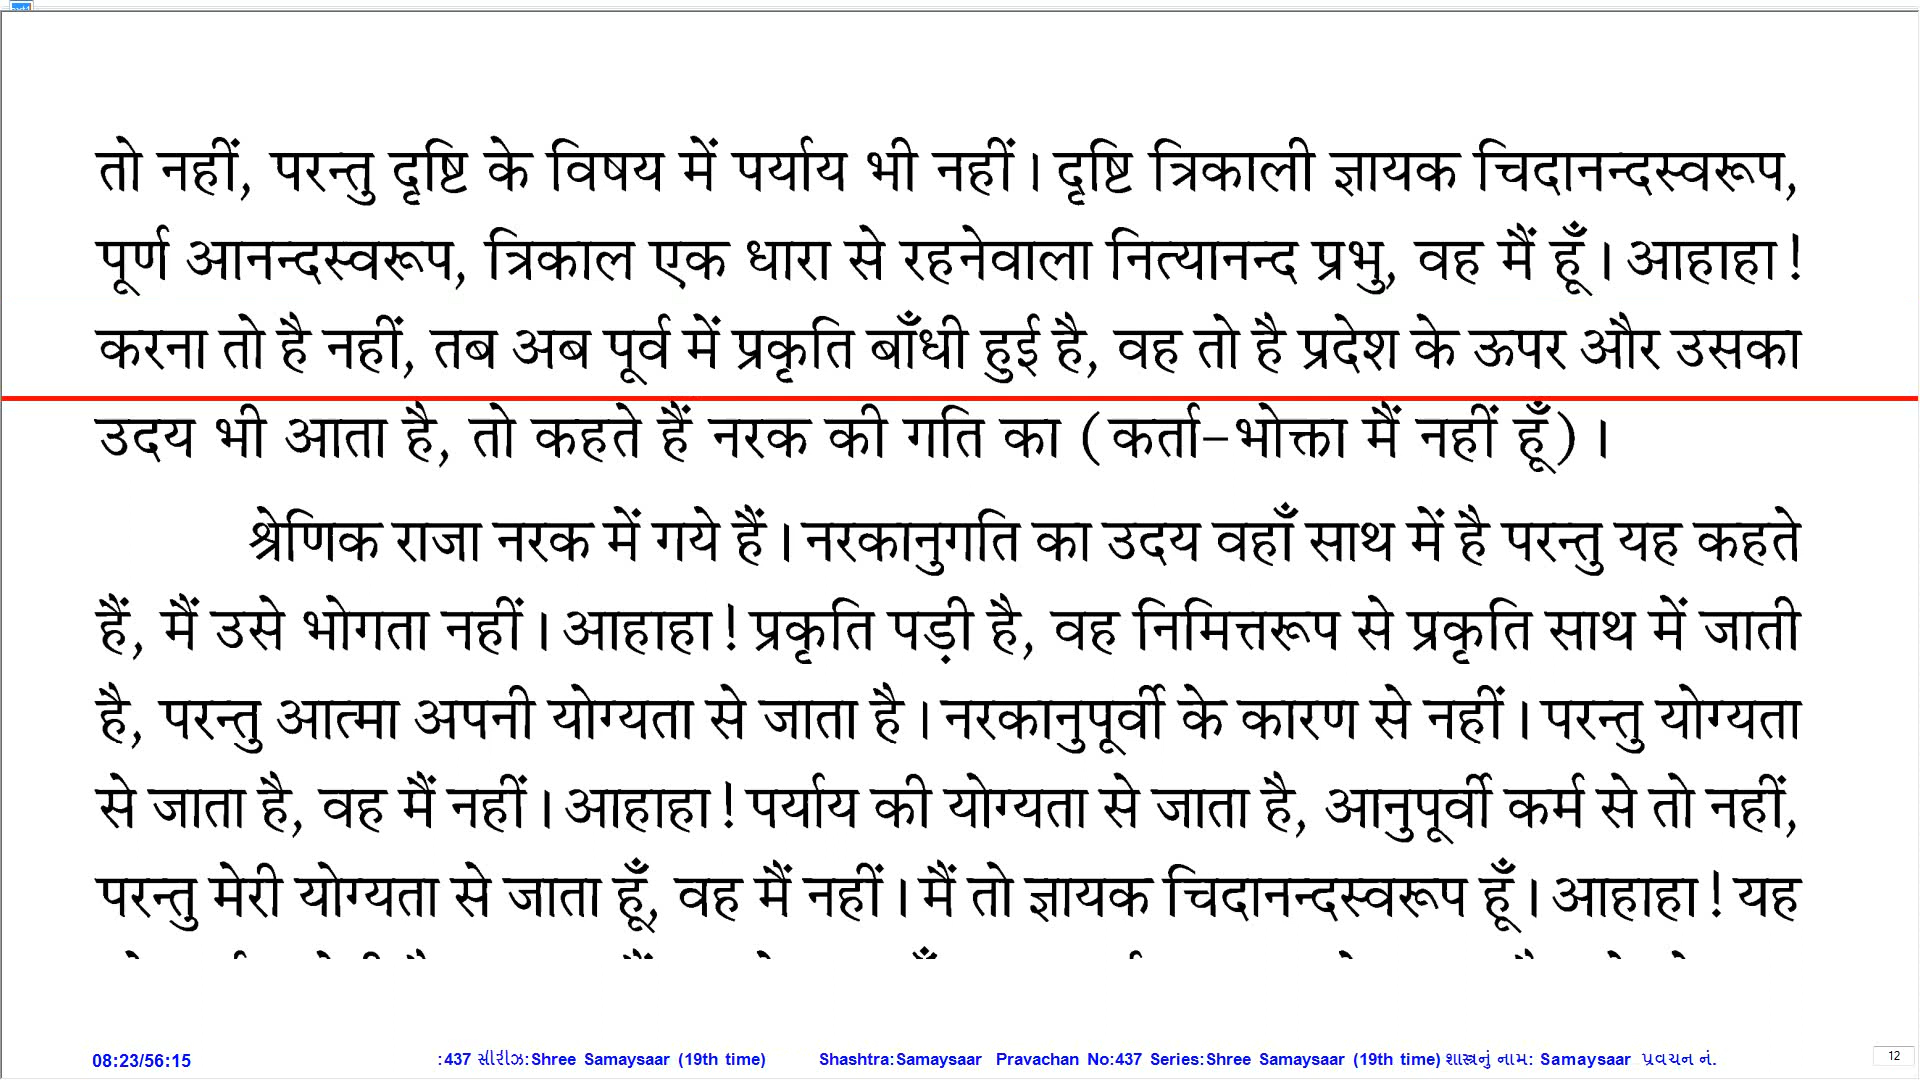 तो नहीं, परन्तु दृष्टि के विषय में पर्याय भी नहीं। दृष्टि त्रिकाली ज्ञायक चिदानन्दस्वरूप,
पूर्ण आनन्दस्वरूप, त्रिकाल एक धारा से रहनेवाला नित्यानन्द प्रभु, वह मैं हूँ। आहाहा!
करना तो है नहीं, तब अब पूर्व में प्रकृति बाँधी हुई है, वह तो है प्रदेश के ऊपर और उसका
उदय भी आता है, तो कहते हैं नरक की गति का (कर्ता-भोक्ता मैं नहीं हूँ)।
श्रेणिक राजा नरक में गये हैं। नरकानुगति का उदय वहाँ साथ में है परन्तु यह कहते
हैं, मैं उसे भोगता नहीं। आहाहा! प्रकृति पड़ी है, वह निमित्तरूप से प्रकृति साथ में जाती
है, परन्तु आत्मा अपनी योग्यता से जाता है। नरकानुपूर्वी के कारण से नहीं। परन्तु योग्यता
से जाता है, वह मैं नहीं। आहाहा! पर्याय की योग्यता से जाता है, आनुपूर्वी कर्म से तो नहीं,
परन्तु मेरी योग्यता से जाता हूँ, वह मैं नहीं। मैं तो ज्ञायक चिदानन्दस्वरूप हूँ। आहाहा! यह
08:23/56:15 :437 સીરીઝ:Shree Samaysaar (19th time) Shashtra:Samaysaar Pravachan No:437 Series:Shree Samaysaar (19th time) શાસ્ત્રનું નામ: Samaysaar પ્રવચન નં. 12